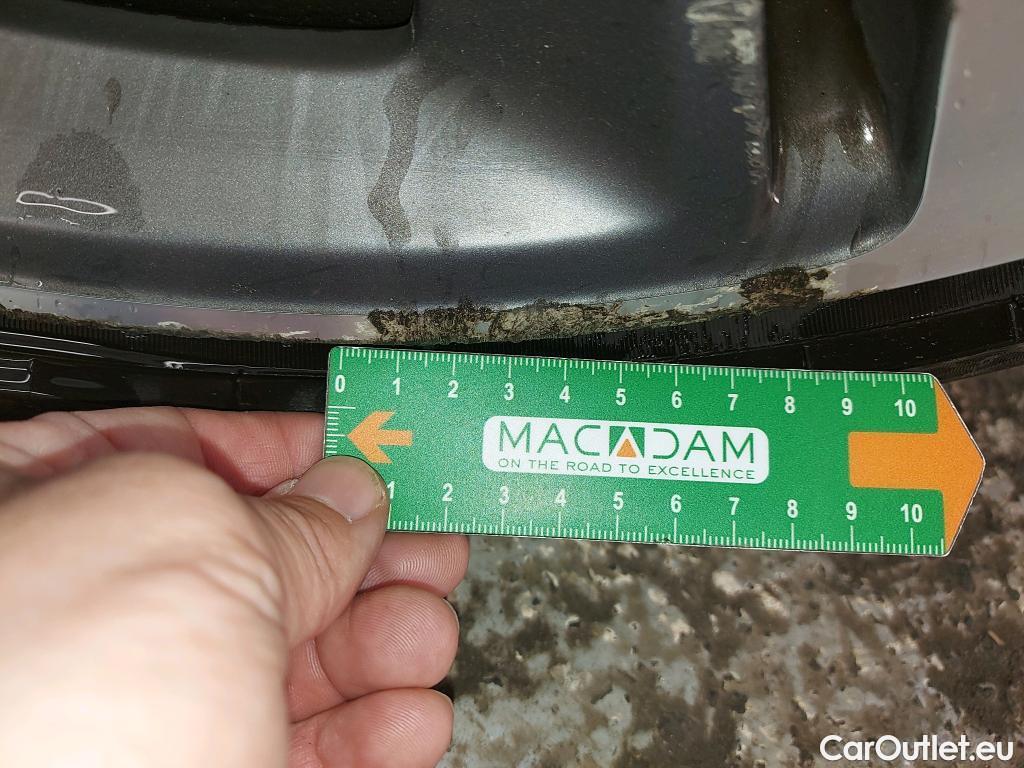 0 1 2 3 4 5 6 7 8 9 10
MACADAM
ON THE ROAD TO EXCELLENCE
1 2 3 4 5 6 7 8 9 10
CarOutlet.eu